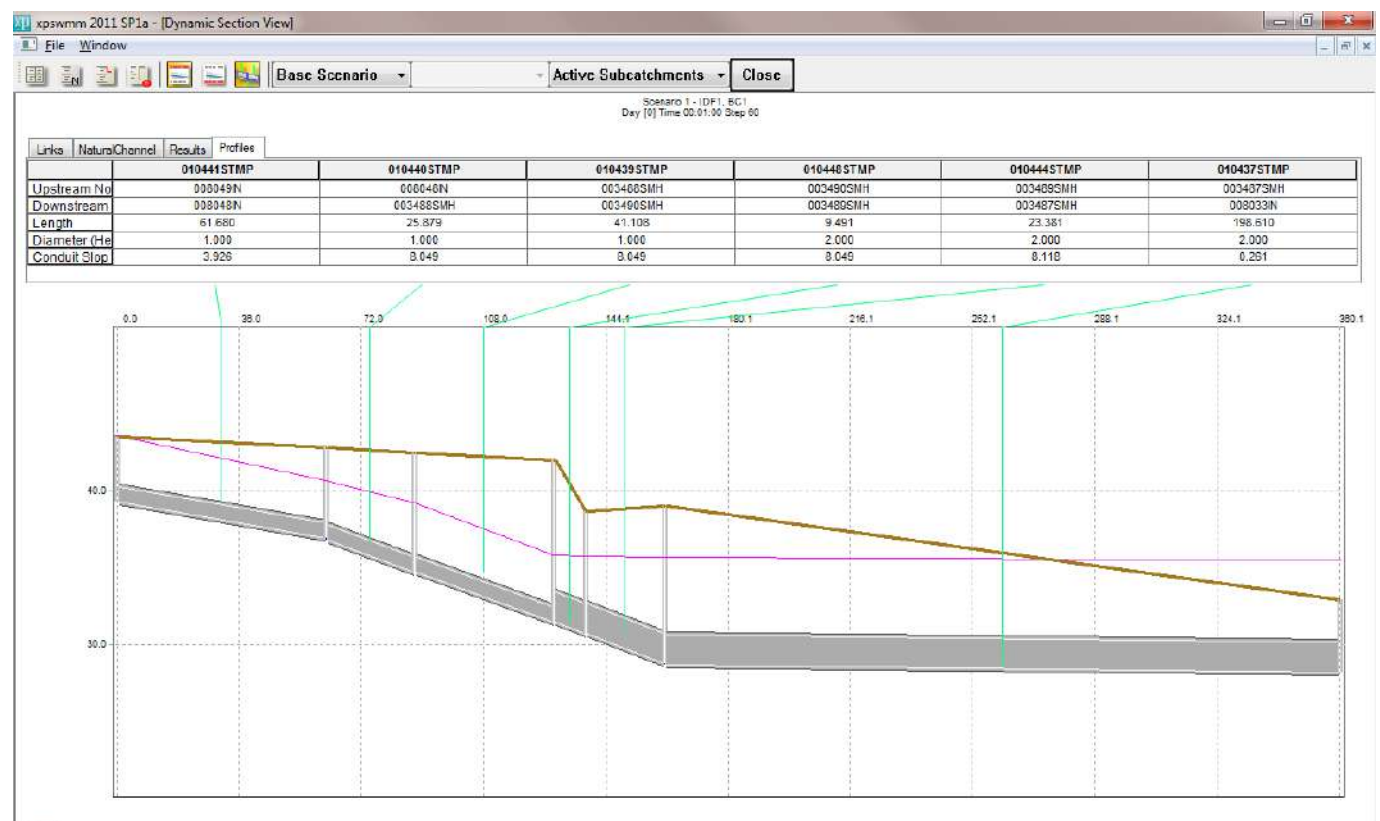 xpswmm 2011 SP1a - [Dynamic Section View]
File Window
Base Scenario Active Subcatchments Close
Scenario 1 - IDF1, BC1
Day [0] Time 00:01:00 Step 60
Links NaturalChannel Results Profiles
010441STMP 010440STMP 010439STMP 010448STMP 010444STMP 010437STMP
Upstream No 008049IN 008048IN 003488SMH 003490SMH 003489SMH 003487SMH
Downstream 008048IN 003488SMH 003490SMH 003489SMH 003487SMH 008033IN
Length 61.680 25.879 41.108 9.491 23.381 198.610
Diameter (He 1.000 1.000 1.000 2.000 2.000 2.000
Conduit Slop 3.926 8.049 8.049 8.049 8.118 0.261
0.0 36.0 72.0 108.0 144.1 180.1 216.1 252.1 288.1 324.1 360.1
40.0
30.0